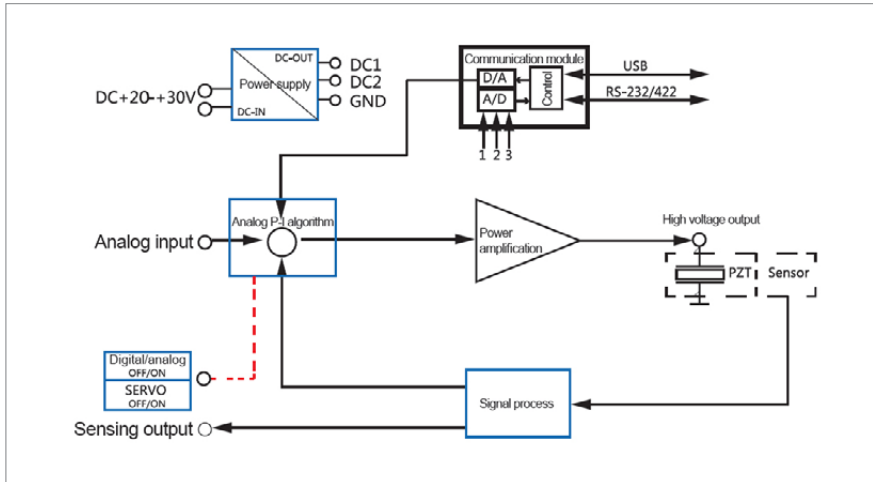 DC-OUT
Power supply
DC-IN
DC+20-+30V
DC1
DC2
GND
Communication module
D/A
A/D
Control
USB
RS-232/422
1 2 3
Analog P-I algorithm
Analog input
Power
amplification
High voltage output
PZT
Sensor
Digital/analog
OFF/ON
SERVO
OFF/ON
Signal process
Sensing output